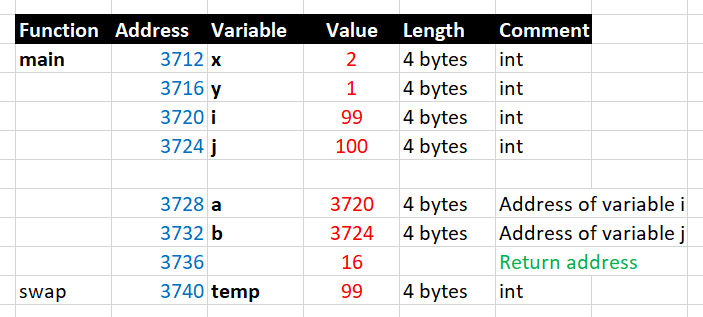 Function Address Variable Value Length Comment
main 3712 x 2 4 bytes int
3716 y 1 4 bytes int
3720 i 99 4 bytes int
3724 j 100 4 bytes int
3728 a 3720 4 bytes Address of variable i
3732 b 3724 4 bytes Address of variable j
3736 16 Return address
swap 3740 temp 99 4 bytes int